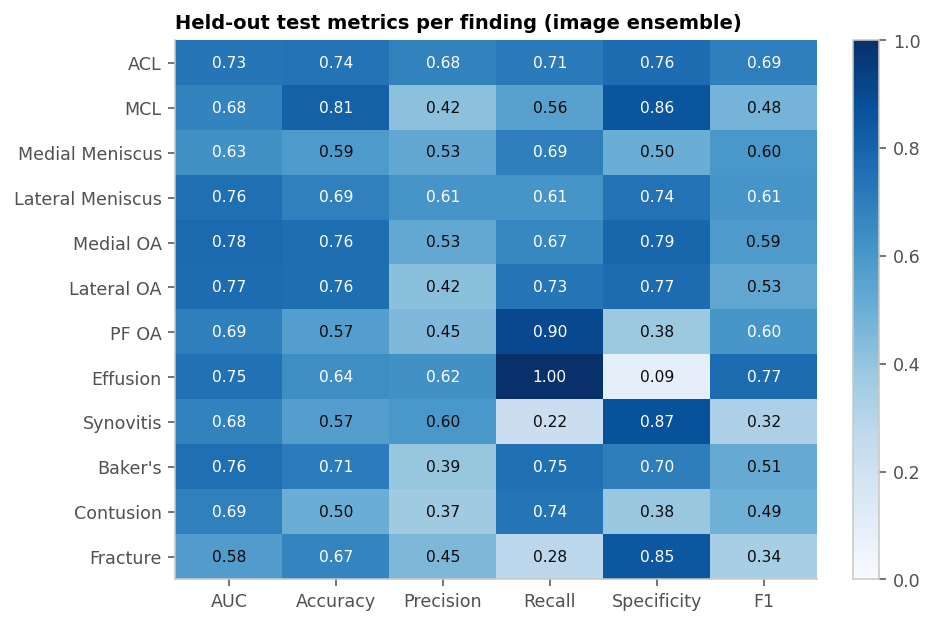 Held-out test metrics per finding (image ensemble)
ACL 0.73 0.74 0.68 0.71 0.76 0.69
MCL 0.68 0.81 0.42 0.56 0.86 0.48
Medial Meniscus 0.63 0.59 0.53 0.69 0.50 0.60
Lateral Meniscus 0.76 0.69 0.61 0.61 0.74 0.61
Medial OA 0.78 0.76 0.53 0.67 0.79 0.59
Lateral OA 0.77 0.76 0.42 0.73 0.77 0.53
PF OA 0.69 0.57 0.45 0.90 0.38 0.60
Effusion 0.75 0.64 0.62 1.00 0.09 0.77
Synovitis 0.68 0.57 0.60 0.22 0.87 0.32
Baker's 0.76 0.71 0.39 0.75 0.70 0.51
Contusion 0.69 0.50 0.37 0.74 0.38 0.49
Fracture 0.58 0.67 0.45 0.28 0.85 0.34
AUC Accuracy Precision Recall Specificity F1
1.0
0.8
0.6
0.4
0.2
0.0